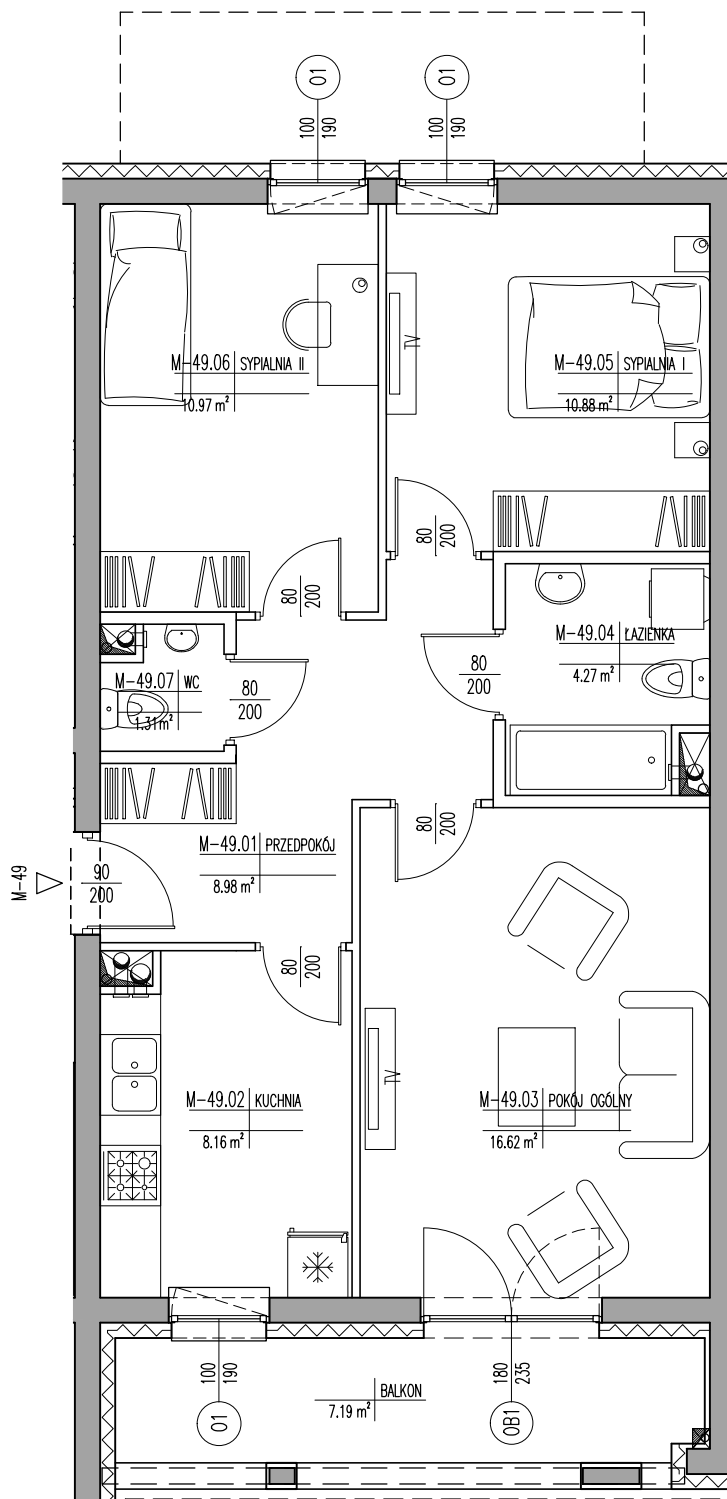 O1
O1
100
190
100
190
TV
M-49.06 SYPIALNIA II
10.97 m²
M-49.05 SYPIALNIA I
10.88 m²
80
200
80
200
M-49.04 ŁAZIENKA
4.27 m²
M-49.07 WC
1.31 m²
80
200
80
200
80
200
M-49.01 PRZEDPOKÓJ
8.98 m²
M-49
90
200
80
200
TV
M-49.02 KUCHNIA
8.16 m²
M-49.03 POKÓJ OGÓLNY
16.62 m²
100
190
180
235
BALKON
7.19 m²
O1
OB1